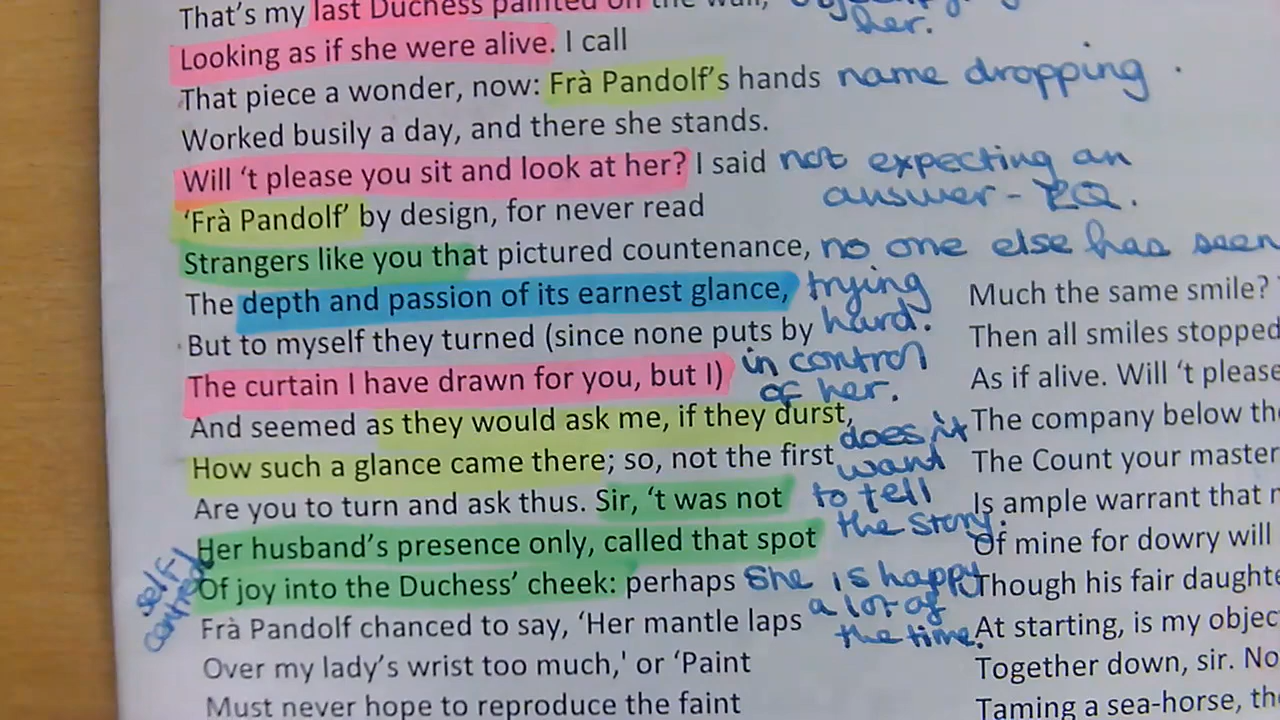 That's my last Duchess painted on the wall,
her.
Looking as if she were alive. I call
That piece a wonder, now: Frà Pandolf's hands name dropping.
Worked busily a day, and there she stands.
Will 't please you sit and look at her? I said not expecting an
answer - RQ.
'Frà Pandolf' by design, for never read
Strangers like you that pictured countenance, no one else has seen
The depth and passion of its earnest glance, trying
hard.
But to myself they turned (since none puts by
The curtain I have drawn for you, but I) in control
of her.
And seemed as they would ask me, if they durst,
How such a glance came there; so, not the first does it
want
Are you to turn and ask thus. Sir, 't was not to tell
the story.
Her husband's presence only, called that spot
Of joy into the Duchess' cheek: perhaps She is happy
a lot of
the time.
self
Frà Pandolf chanced to say, 'Her mantle laps
Over my lady's wrist too much,' or 'Paint
Must never hope to reproduce the faint
Much the same smile?
Then all smiles stopped
As if alive. Will 't please
The company below
The Count your master
Is ample warrant that
Of mine for dowry will
Though his fair
At starting, is my
Together down, sir. No
Taming a sea-horse,